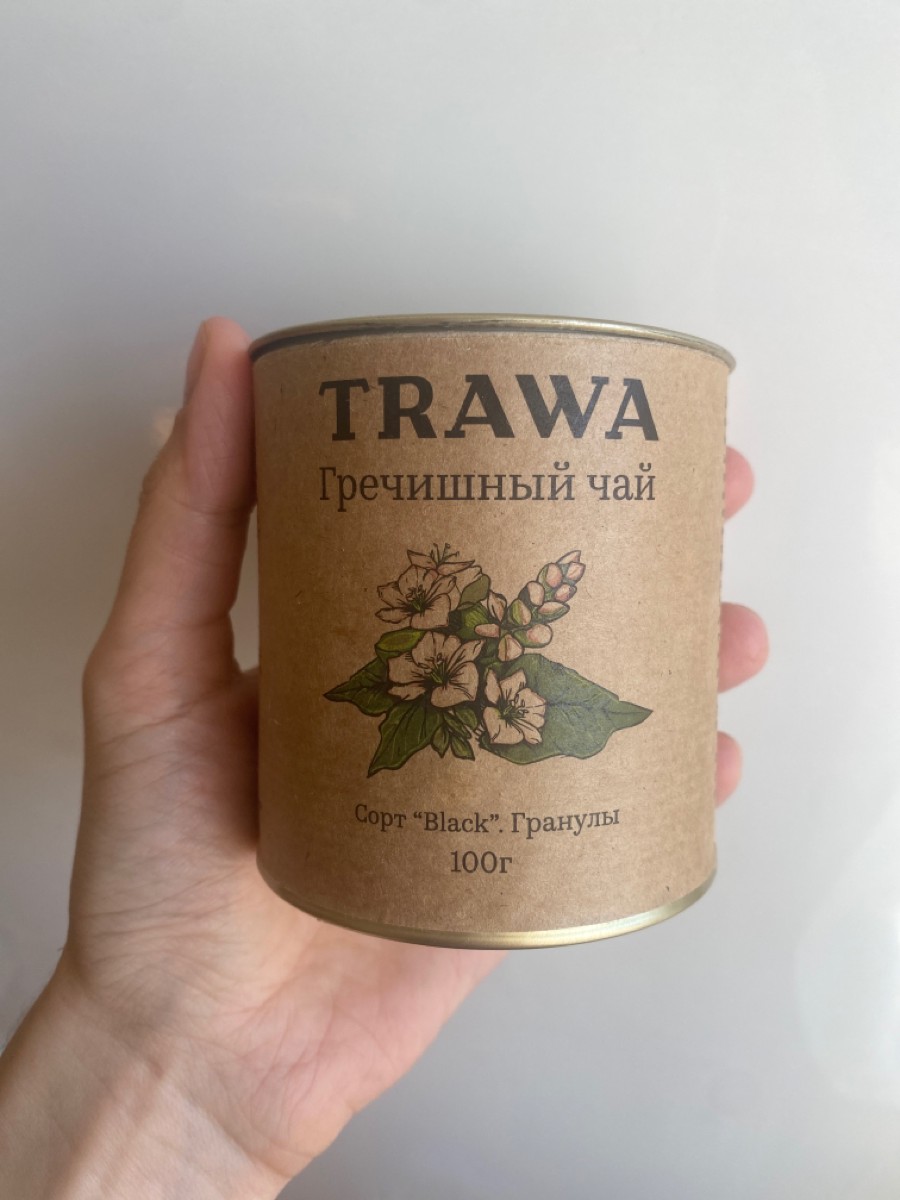 TRAWA
Гречишный чай
Сорт “Black”. Гранулы
100г